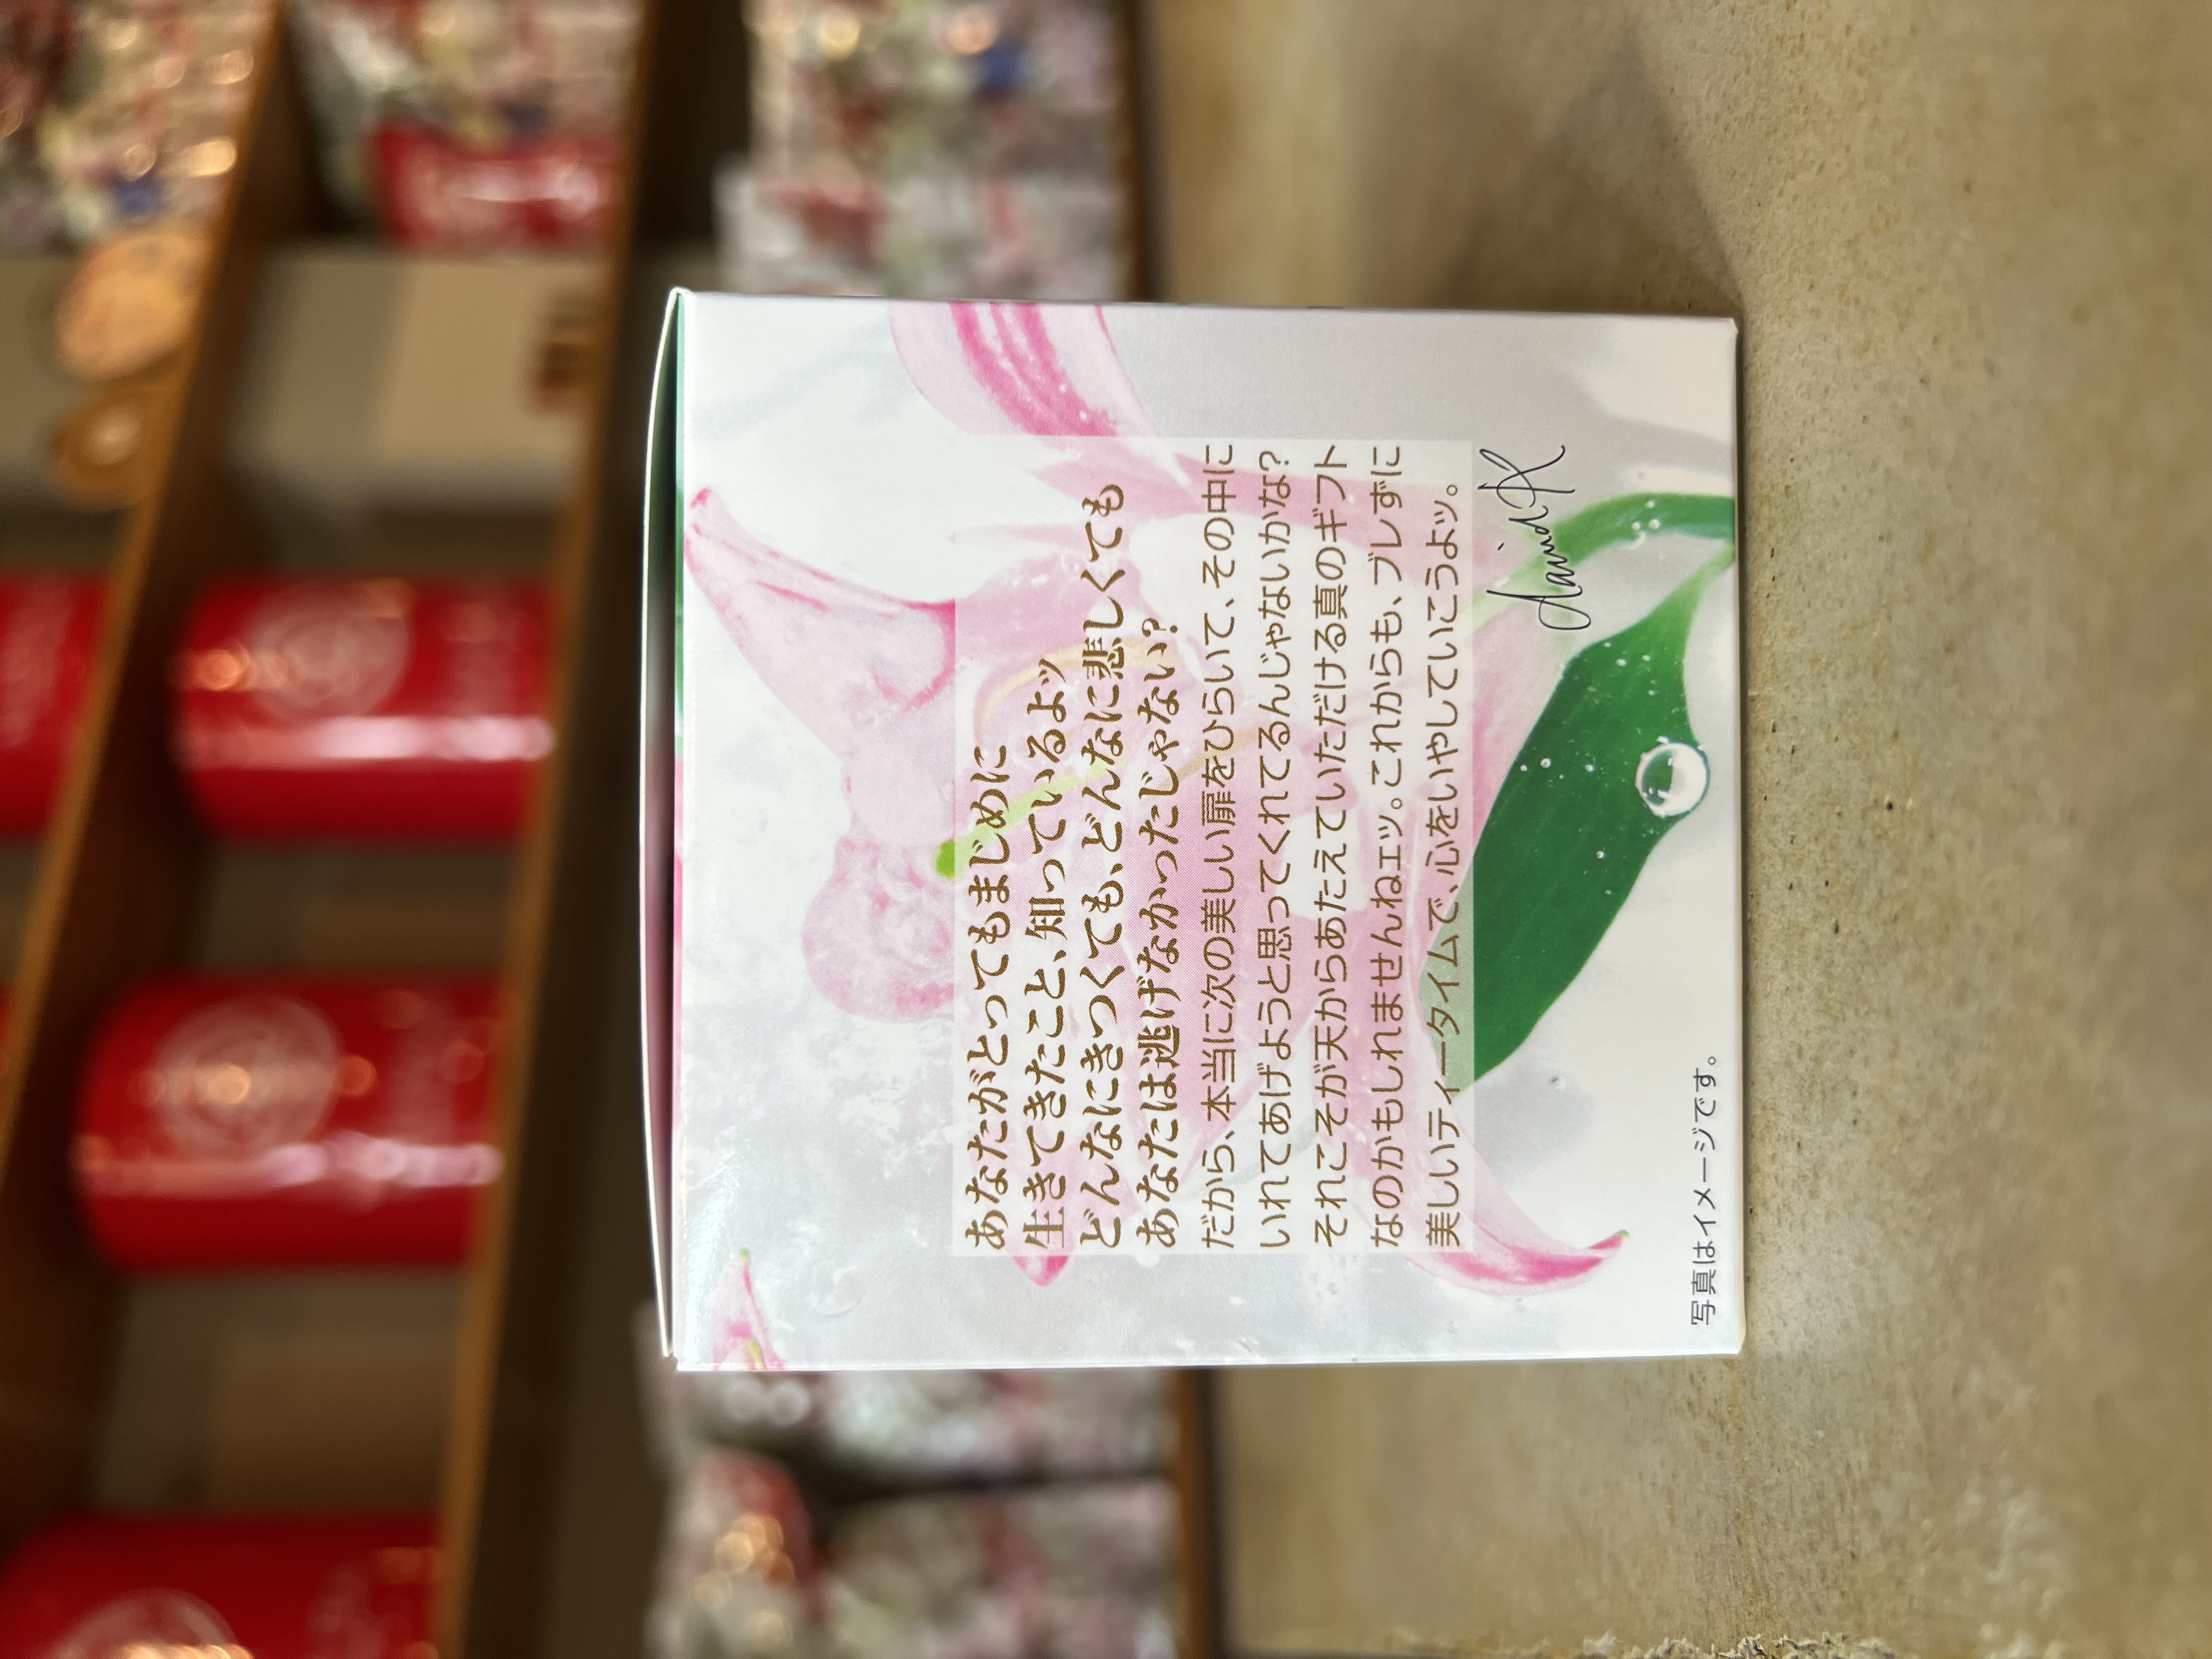 あなたがとってもまじめに
生きてきたこと、知っているよッ
どんなにきつくても、どんなに悲しくても
あなたは逃げなかったじゃない？
だから、本当に次の美しい扉をひらいて、その中に
いれてあげようと思ってくれてるんじゃないかな？
それこそが天からあたえていただける真のギフト
なのかもしれませんねェッ。これからも、ブレずに
美しいティータイムで、心をいやしていこうよッ。
写真はイメージです。